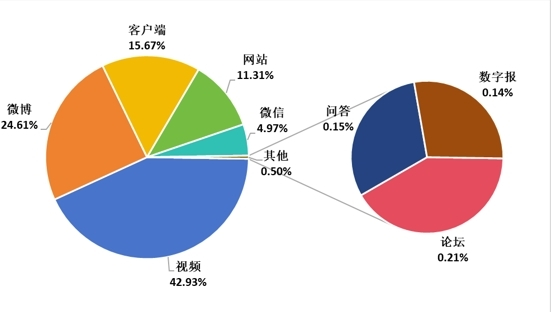 客户端
15.67%
网站
11.31%
微信
4.97%
其他
0.50%
视频
42.93%
微博
24.61%
数字报
0.14%
问答
0.15%
论坛
0.21%